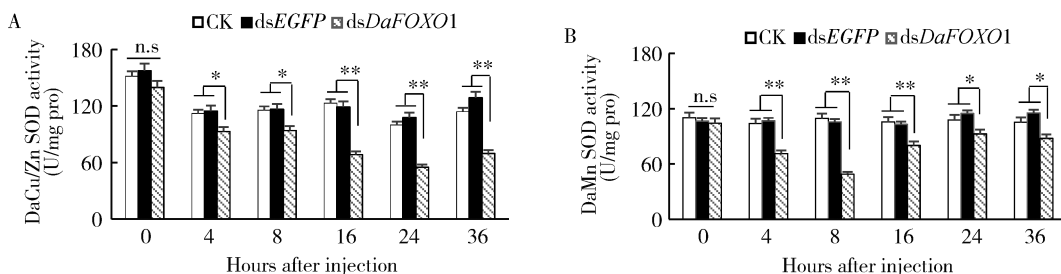 A
CK dsEGFP dsDaFOXO1
DaCu/Zn SOD activity
(U/mg pro)
180
120
60
0
n.s
*
*
**
**
**
0 4 8 16 24 36
Hours after injection
B
CK dsEGFP dsDaFOXO1
DaMn SOD activity
(U/mg pro)
180
120
60
0
n.s
**
**
**
*
*
0 4 8 16 24 36
Hours after injection